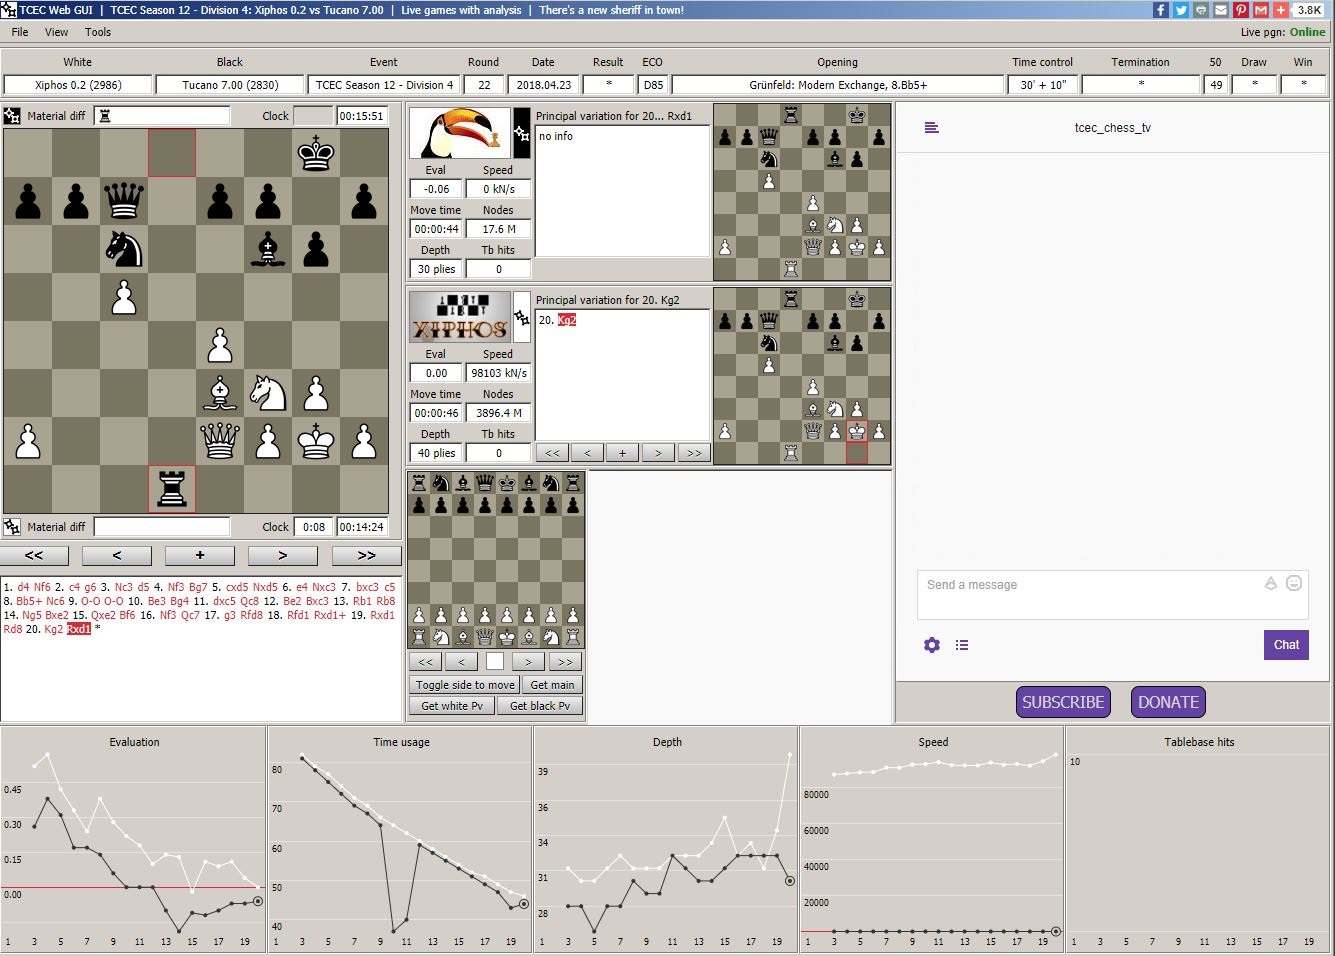 TCEC Web GUI | TCEC Season 12 - Division 4: Xiphos 0.2 vs Tucano 7.00 | Live games with analysis | There's a new sheriff in town!
3.8K
File View Tools
Live pgn: Online
White Black Event Round Date Result ECO Opening Time control Termination 50 Draw Win
Xiphos 0.2 (2986) Tucano 7.00 (2830) TCEC Season 12 - Division 4 22 2018.04.23 * D85 Grünfeld: Modern Exchange, 8.Bb5+ 30' + 10" * 49 * *
Material diff Clock 00:15:51
Principal variation for 20... Rxd1
no info
Eval Speed
-0.06 0 kN/s
Move time Nodes
00:00:44 17.6 M
Depth Tb hits
30 plies 0
Principal variation for 20. Kg2
20. Kg2
XIPHOS
Eval Speed
0.00 98103 kN/s
Move time Nodes
00:00:46 3896.4 M
Depth Tb hits
40 plies 0
<< < + > >>
Material diff Clock 0:08 00:14:24
<< < + > >>
1. d4 Nf6 2. c4 g6 3. Nc3 d5 4. Nf3 Bg7 5. cxd5 Nxd5 6. e4 Nxc3 7. bxc3 c5
8. Bb5+ Nc6 9. O-O O-O 10. Be3 Bg4 11. dxc5 Qc8 12. Be2 Bxc3 13. Rb1 Rb8
14. Ng5 Bxe2 15. Qxe2 Bf6 16. Nf3 Qc7 17. g3 Rfd8 18. Rfd1 Rxd1+ 19. Rxd1
Rd8 20. Kg2 Rxd1 *
<< < > >>
Toggle side to move Get main
Get white Pv Get black Pv
tcec_chess_tv
Send a message
Chat
SUBSCRIBE DONATE
Evaluation
0.45
0.30
0.15
0.00
1 3 5 7 9 11 13 15 17 19
Time usage
80
70
60
50
40
1 3 5 7 9 11 13 15 17 19
Depth
39
36
34
31
28
1 3 5 7 9 11 13 15 17 19
Speed
80000
60000
40000
20000
1 3 5 7 9 11 13 15 17 19
Tablebase hits
10
1 3 5 7 9 11 13 15 17 19